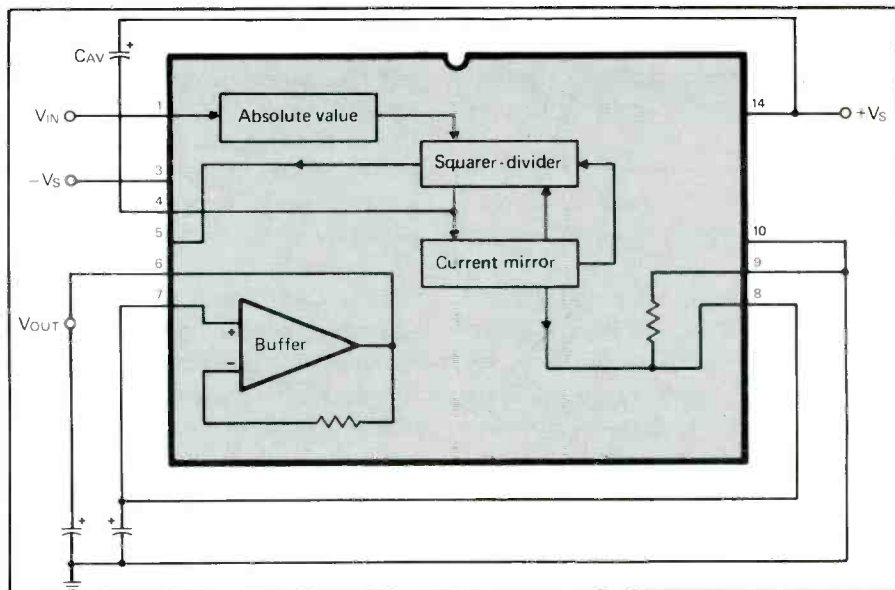 CAV
+
VIN
1
Absolute value
14
+VS
Squarer-divider
−VS
3
4
10
5
Current mirror
9
6
8
7
VOUT
+
Buffer
−
+
+